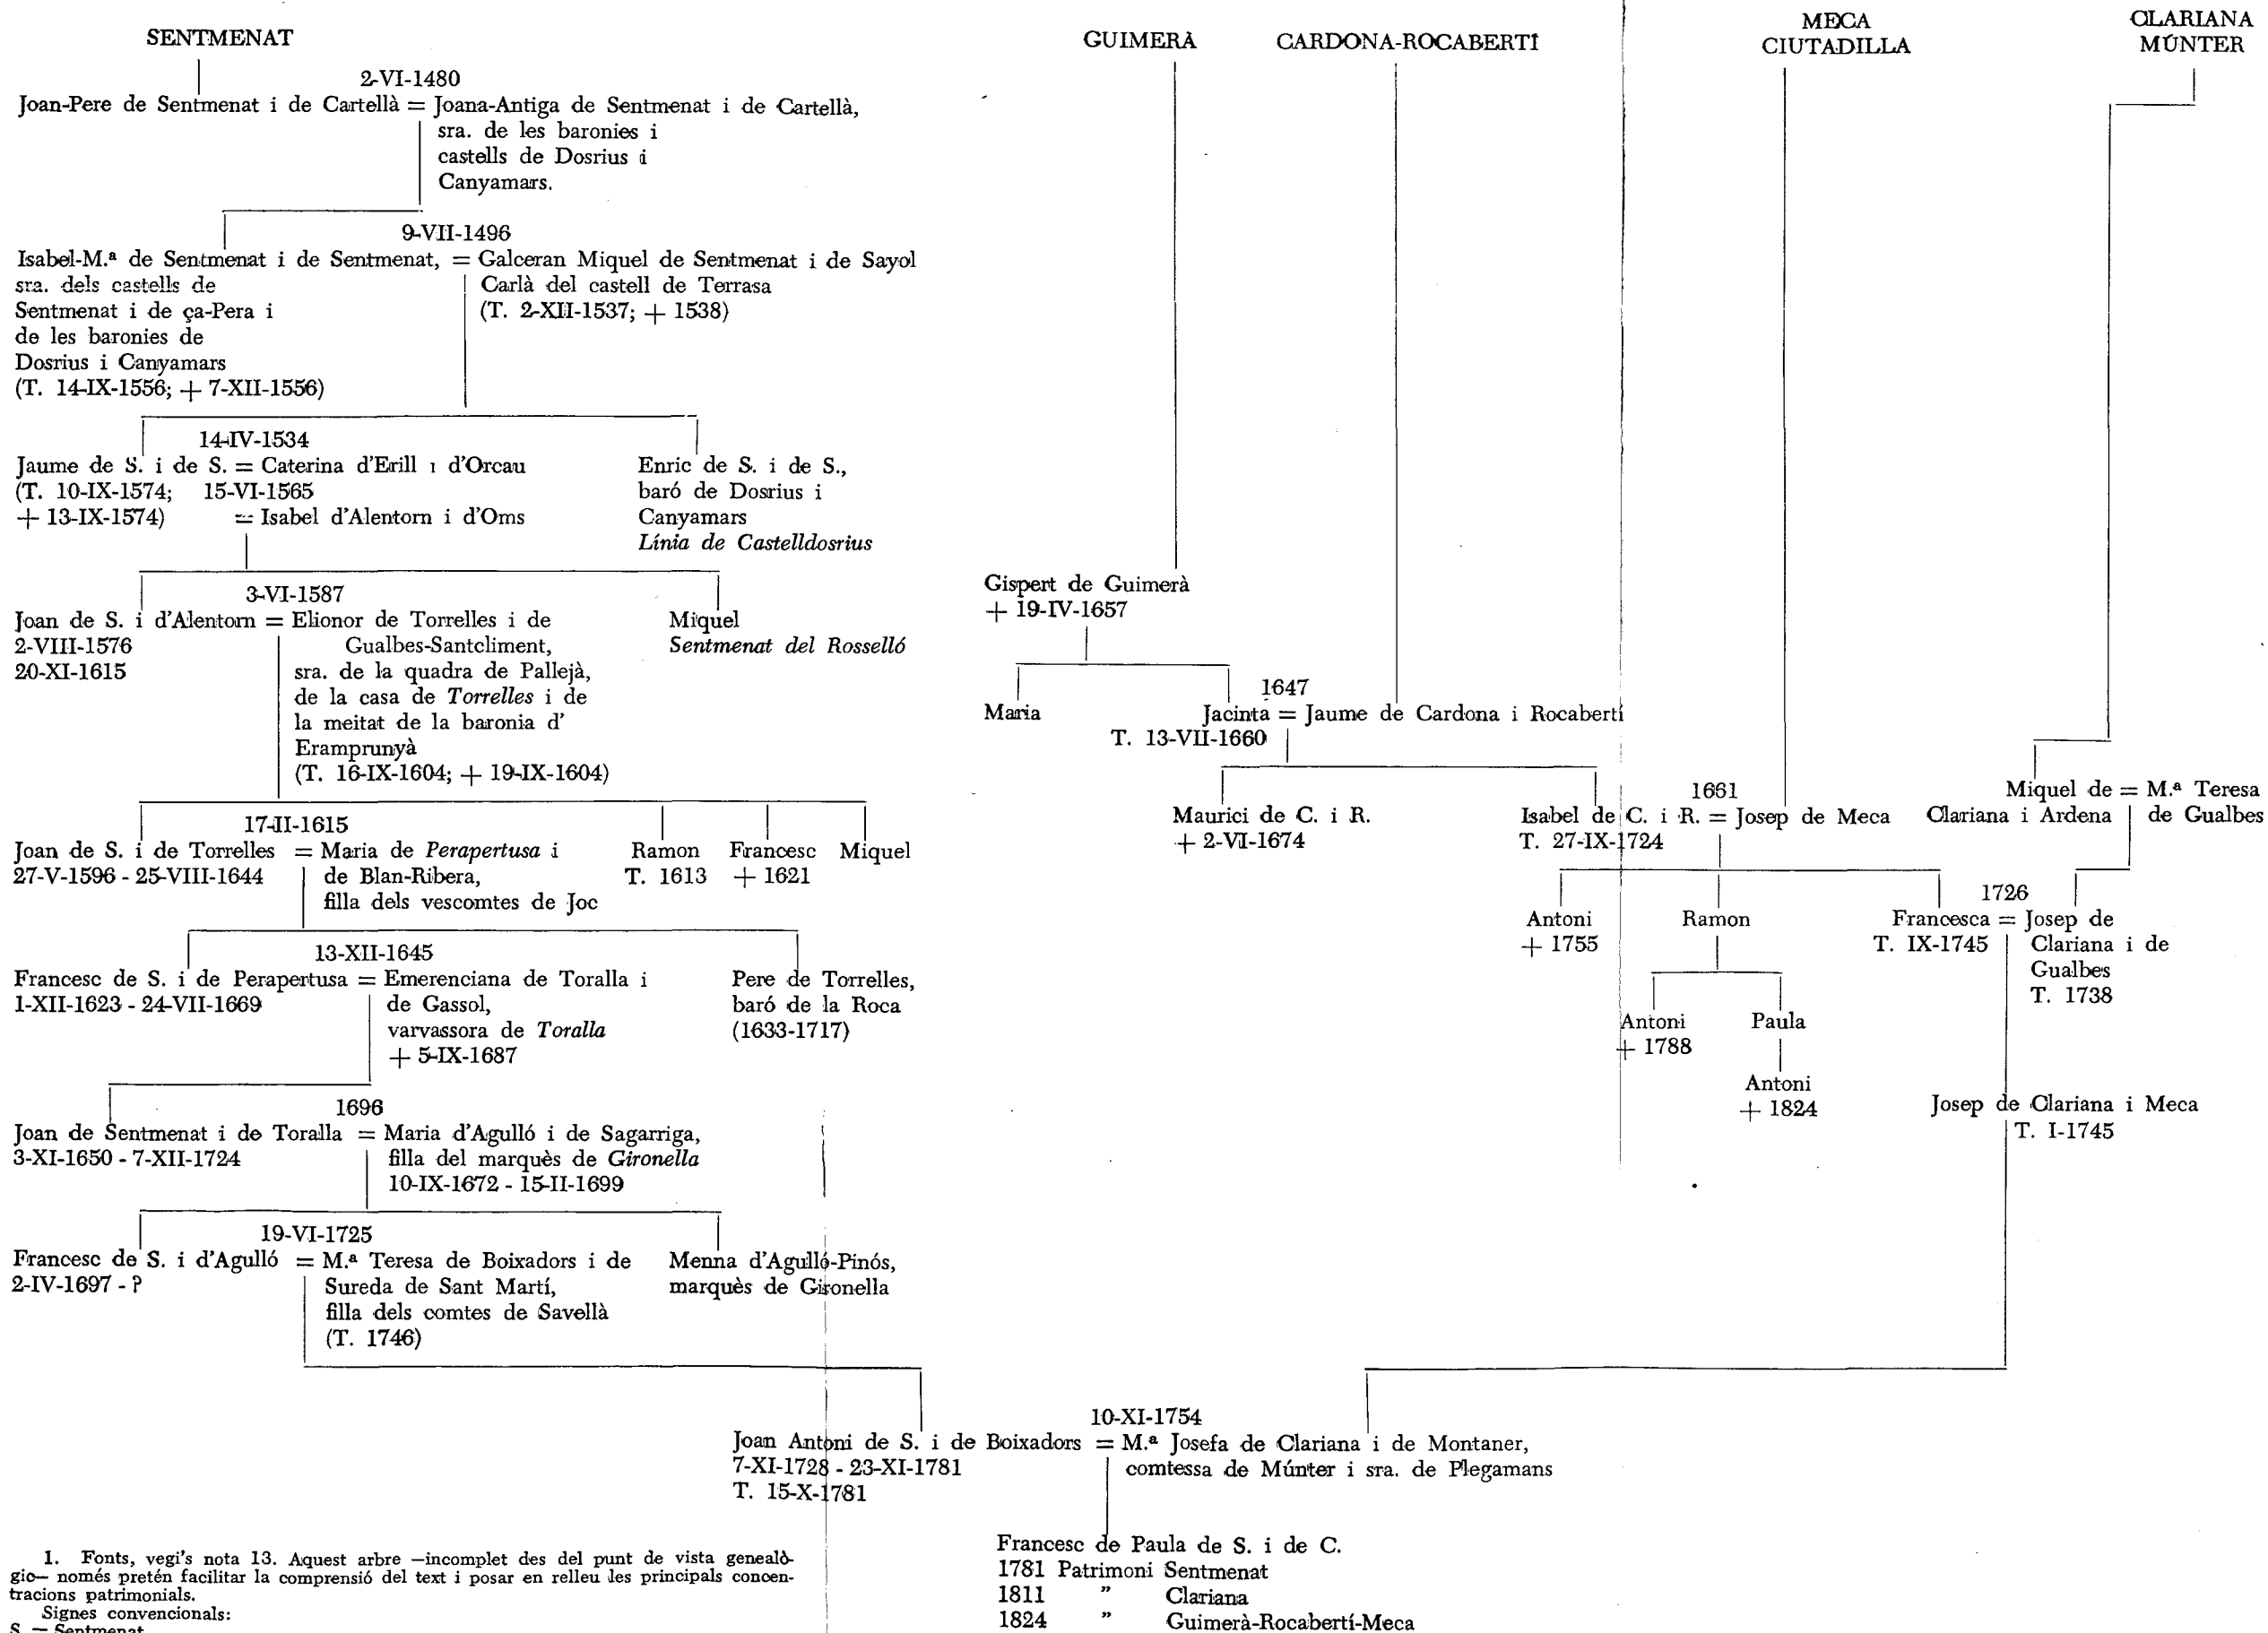 SENTMENAT
2-VI-1480
Joan-Pere de Sentmenat i de Cartellà = Joana-Antiga de Sentmenat i de Cartellà,
sra. de les baronies i
castells de Dosrius i
Canyamars.
9-VII-1496
Isabel-M.ª de Sentmenat i de Sentmenat, = Galceran Miquel de Sentmenat i de Sayol
sra. dels castells de
Sentmenat i de ça-Pera i
de les baronies de
Dosrius i Canyamars
(T. 14-IX-1556; + 7-XII-1556)
Carlà del castell de Terrasa
(T. 2-XII-1537; + 1538)
14-IV-1534
Jaume de S. i de S. = Caterina d'Erill i d'Orcau
(T. 10-IX-1574; 15-VI-1565
+ 13-IX-1574) = Isabel d'Alentorn i d'Oms
Enric de S. i de S.,
baró de Dosrius i
Canyamars
Línia de Castelldosrius
3-VI-1587
Joan de S. i d'Alentorn = Elionor de Torrelles i de
2-VIII-1576
20-XI-1615
Gualbes-Santcliment,
sra. de la quadra de Pallejà,
de la casa de Torrelles i de
la meitat de la baronia d'
Eramprunyà
(T. 16-IX-1604; + 19-IX-1604)
Miquel
Sentmenat del Rosselló
17-II-1615
Joan de S. i de Torrelles = Maria de Perapertusa i
27-V-1596 - 25-VIII-1644
de Blan-Ribera,
filla dels vescomtes de Joc
Ramon
T. 1613
Francesc
+ 1621
Miquel
13-XII-1645
Francesc de S. i de Perapertusa = Emerenciana de Toralla i
1-XII-1623 - 24-VII-1669
de Gassol,
varvassora de Toralla
+ 5-IX-1687
Pere de Torrelles,
baró de la Roca
(1633-1717)
1696
Joan de Sentmenat i de Toralla = Maria d'Agulló i de Sagarriga,
3-XI-1650 - 7-XII-1724
filla del marquès de Gironella
10-IX-1672 - 15-II-1699
19-VI-1725
Francesc de S. i d'Agulló = M.ª Teresa de Boixadors i de
2-IV-1697 - ?
Sureda de Sant Martí,
filla dels comtes de Savellà
(T. 1746)
Menna d'Agulló-Pinós,
marquès de Gironella
GUIMERÀ
Gispert de Guimerà
+ 19-IV-1657
Maria
CARDONA-ROCABERTÍ
1647
Jacinta = Jaume de Cardona i Rocabertí
T. 13-VII-1660
Maurici de C. i R.
+ 2-VI-1674
MECA
CIUTADILLA
1661
Isabel de C. i R. = Josep de Meca
T. 27-IX-1724
Antoni
+ 1755
Ramon
Antoni
+ 1788
Paula
Antoni
+ 1824
CLARIANA
MÚNTER
Miquel de = M.ª Teresa
Clariana i Ardena de Gualbes
1726
Francesca = Josep de
T. IX-1745
Clariana i de
Gualbes
T. 1738
Josep de Clariana i Meca
T. I-1745
10-XI-1754
Joan Antoni de S. i de Boixadors = M.ª Josefa de Clariana i de Montaner,
7-XI-1728 - 23-XI-1781
T. 15-X-1781
comtessa de Múnter i sra. de Plegamans
Francesc de Paula de S. i de C.
1781 Patrimoni Sentmenat
1811 " Clariana
1824 " Guimerà-Rocabertí-Meca
1. Fonts, vegi's nota 13. Aquest arbre —incomplet des del punt de vista genealò-
gic— només pretén facilitar la comprensió del text i posar en relleu les principals concen-
tracions patrimonials.
Signes convencionals:
S. = Sentmenat